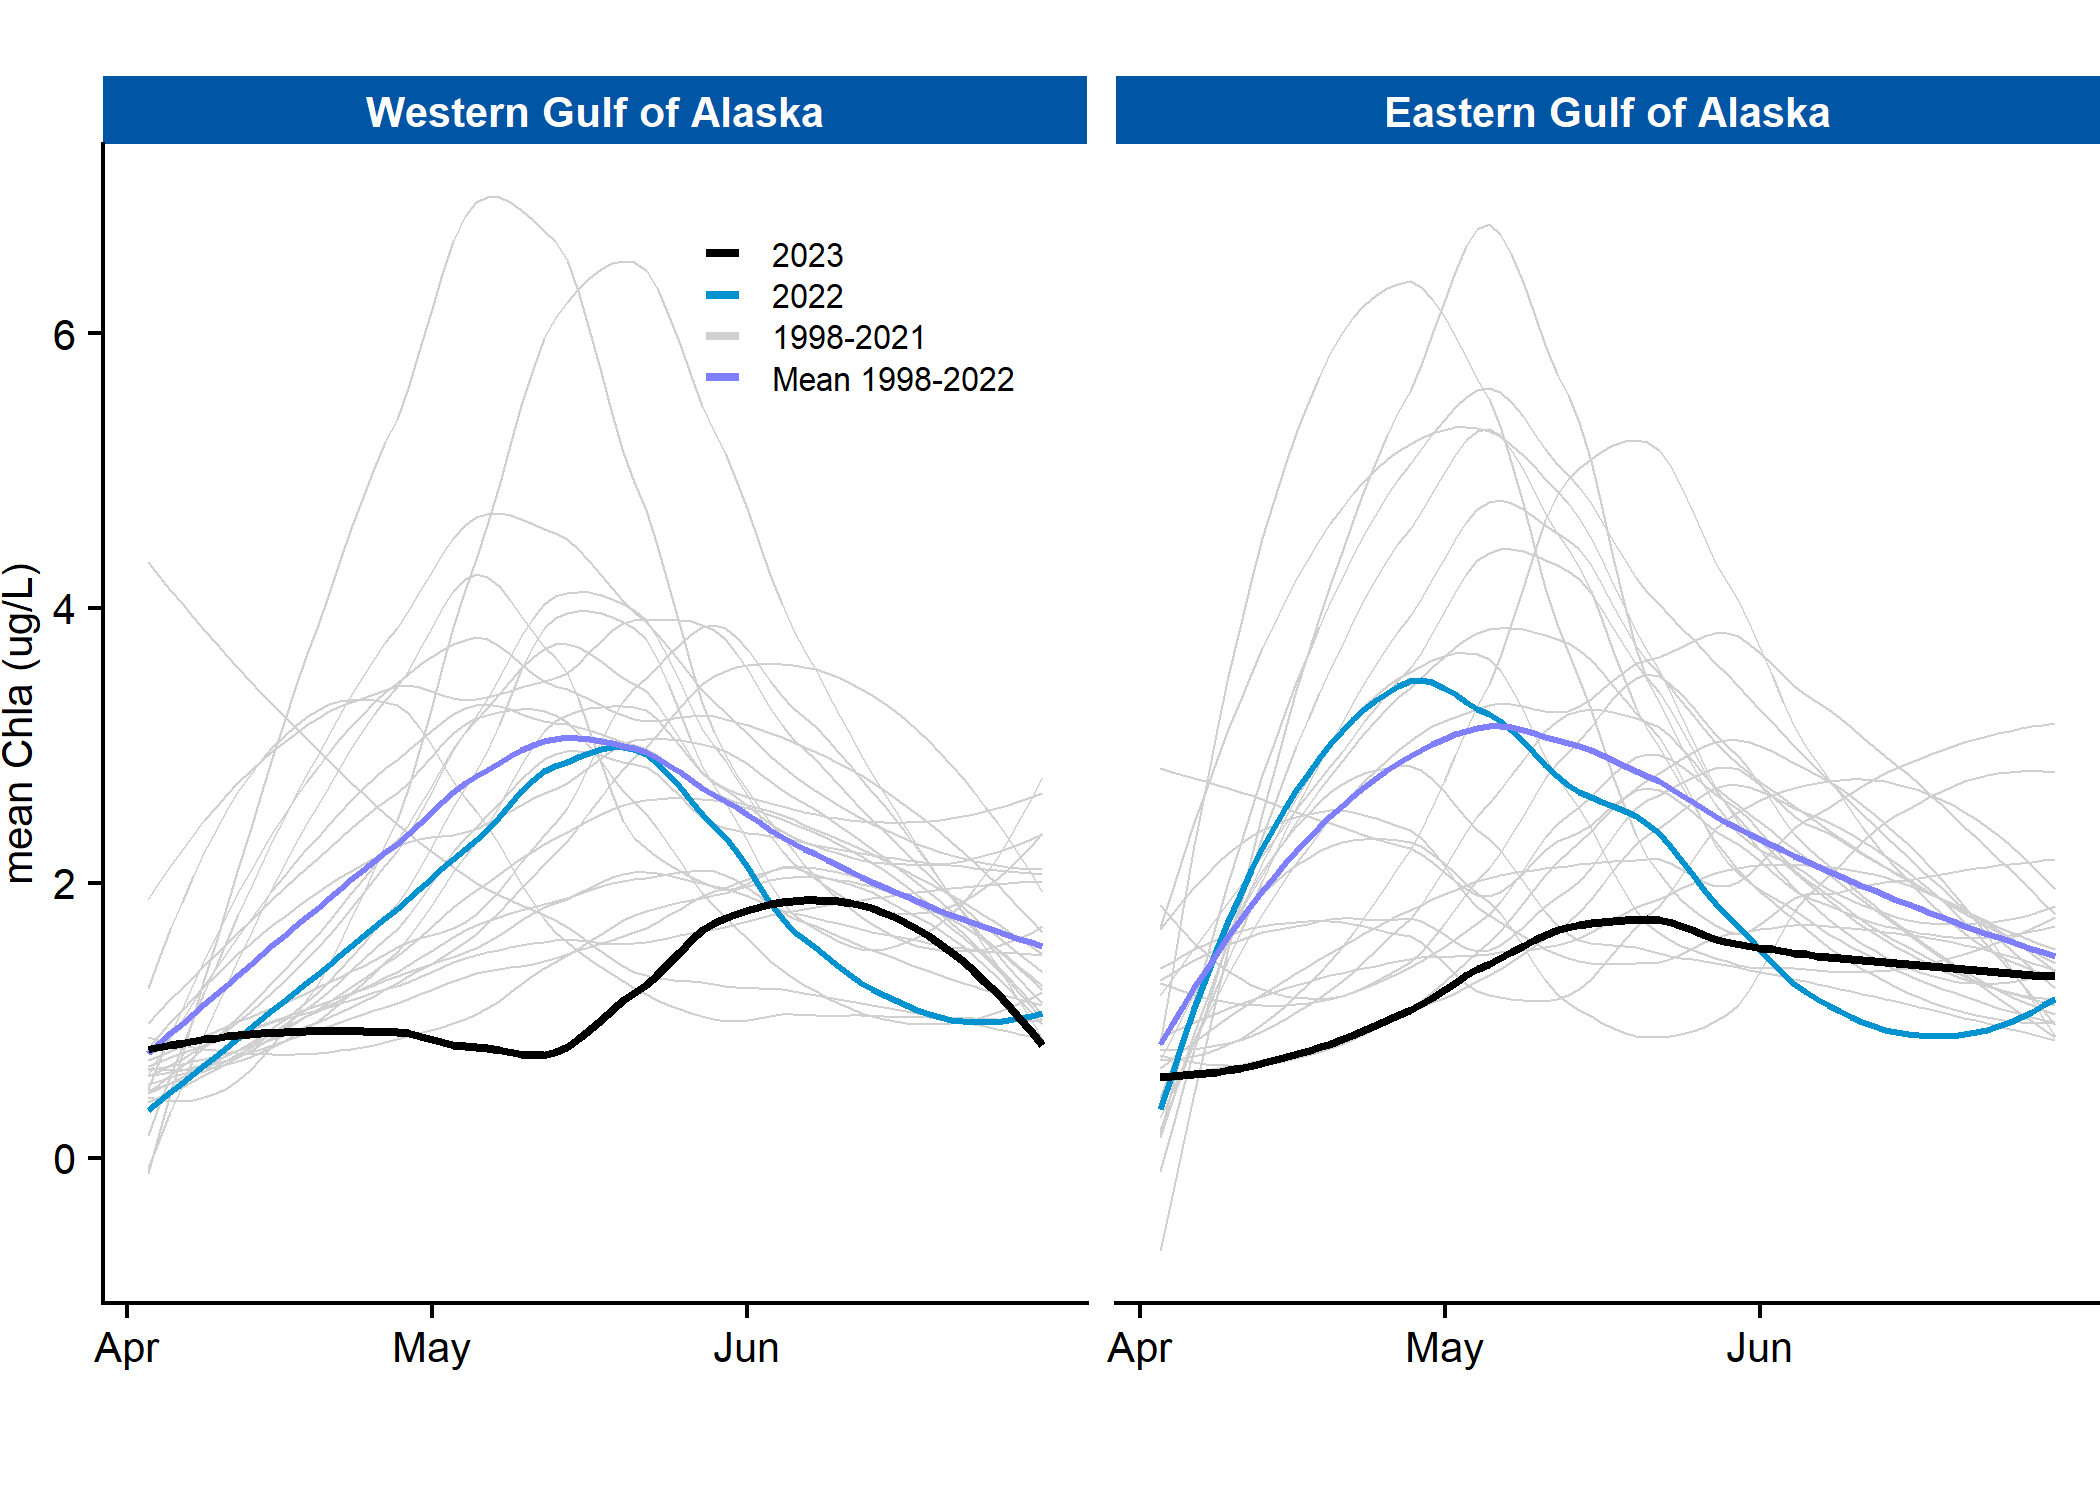 Western Gulf of Alaska
Eastern Gulf of Alaska
2023
2022
1998-2021
Mean 1998-2022
mean Chla (ug/L)
6
4
2
0
Apr May Jun
Apr May Jun